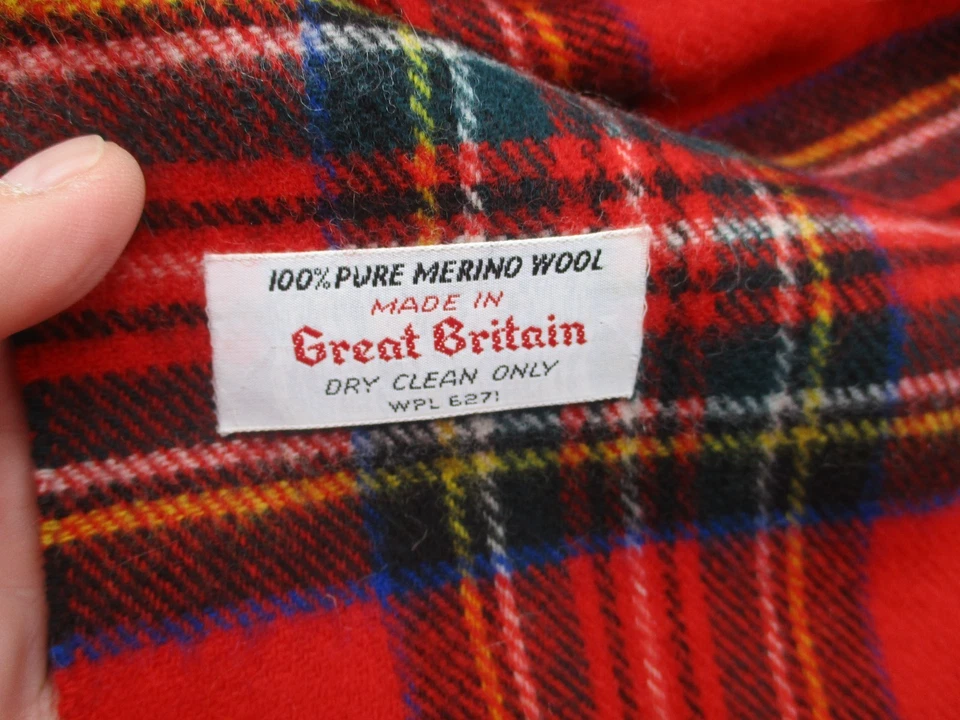 100% PURE MERINO WOOL
MADE IN
Great Britain
DRY CLEAN ONLY
WPL 6271